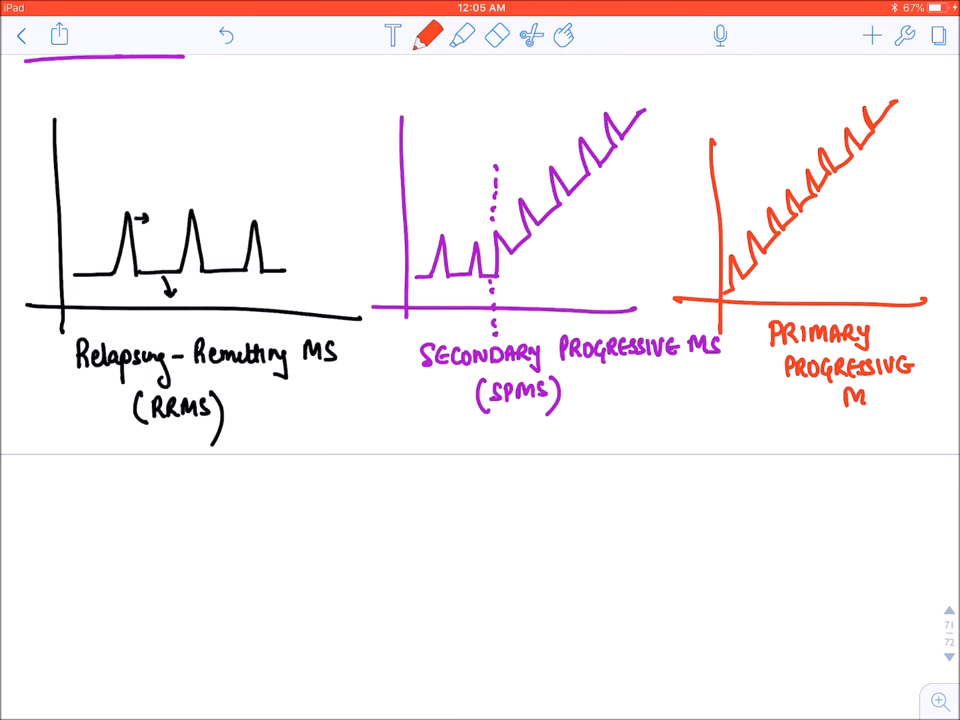 iPad 12:05 AM 67%
T
Relapsing - Remitting MS
(RRMS)
SECONDARY PROGRESSIVE MS
(SPMS)
PRIMARY
PROGRESSIVE
M
71
72